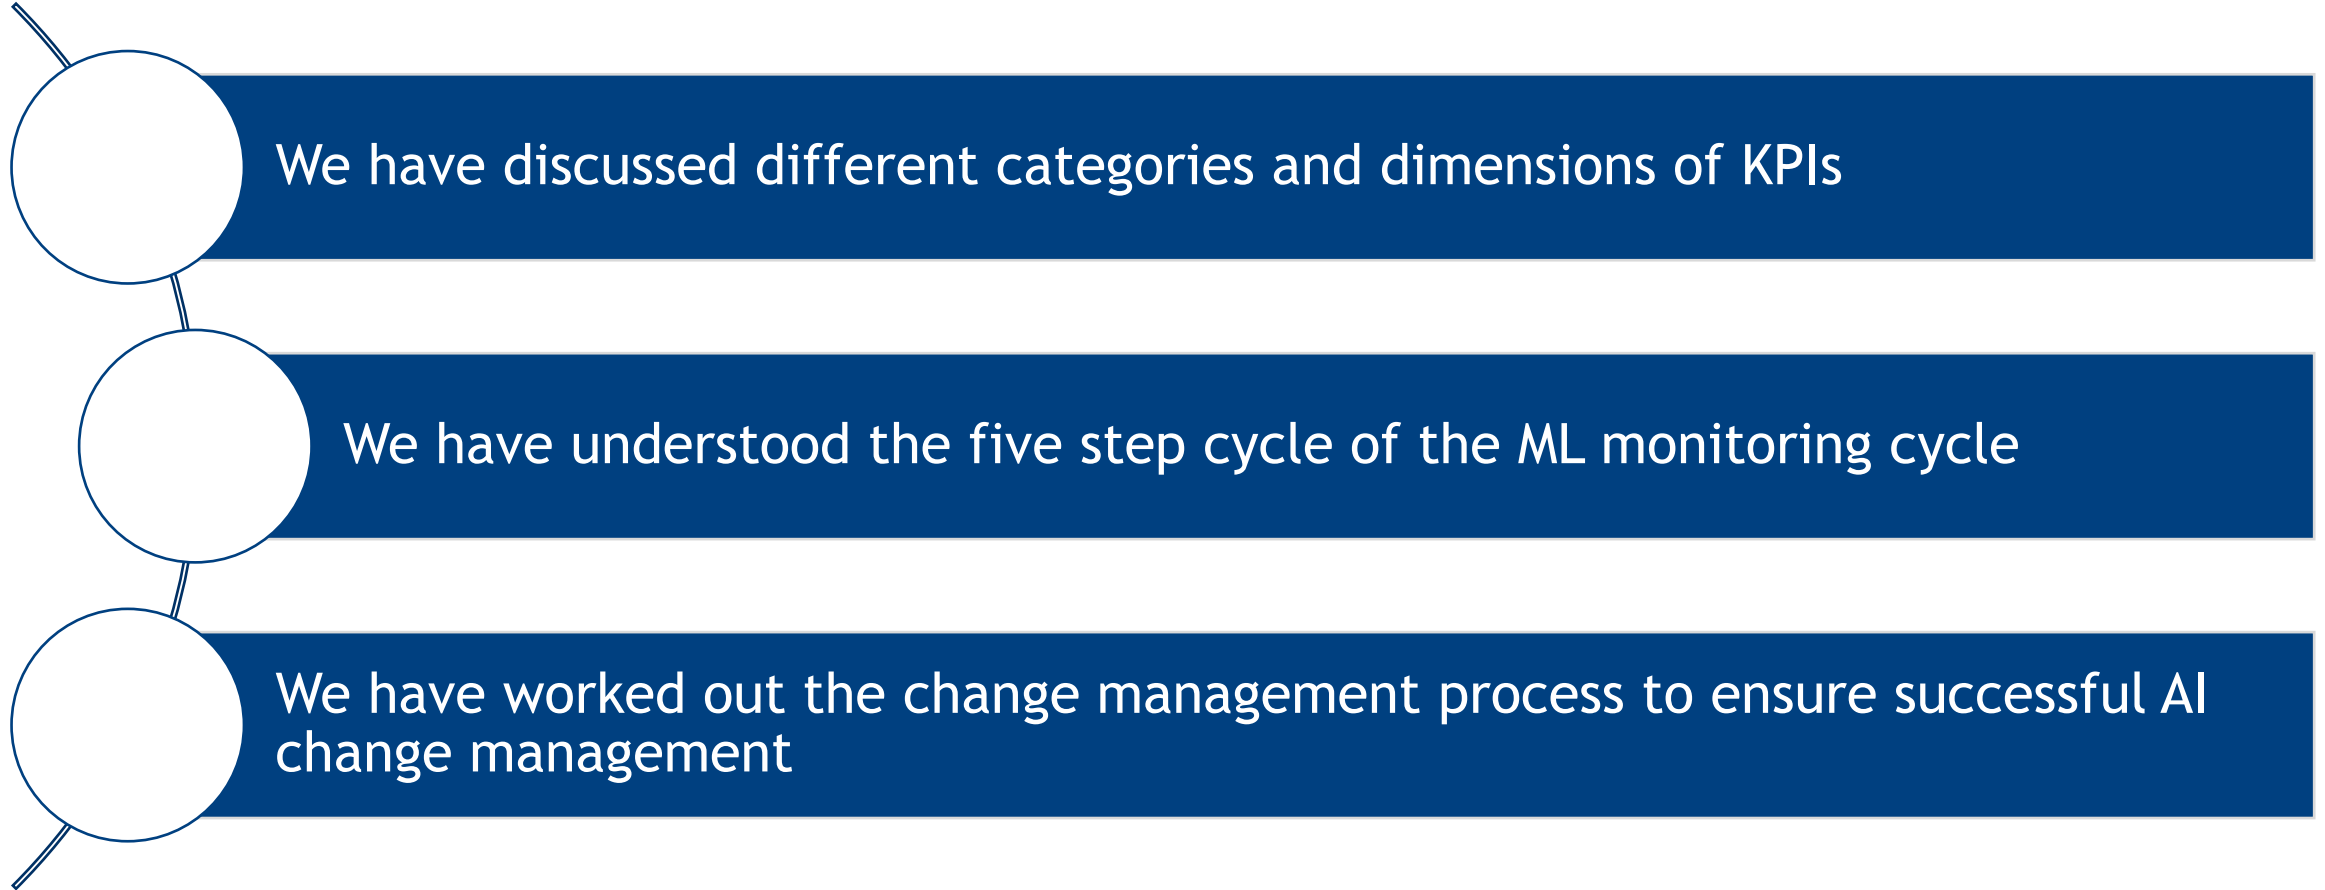 We have discussed different categories and dimensions of KPIs
We have understood the five step cycle of the ML monitoring cycle
We have worked out the change management process to ensure successful AI
change management